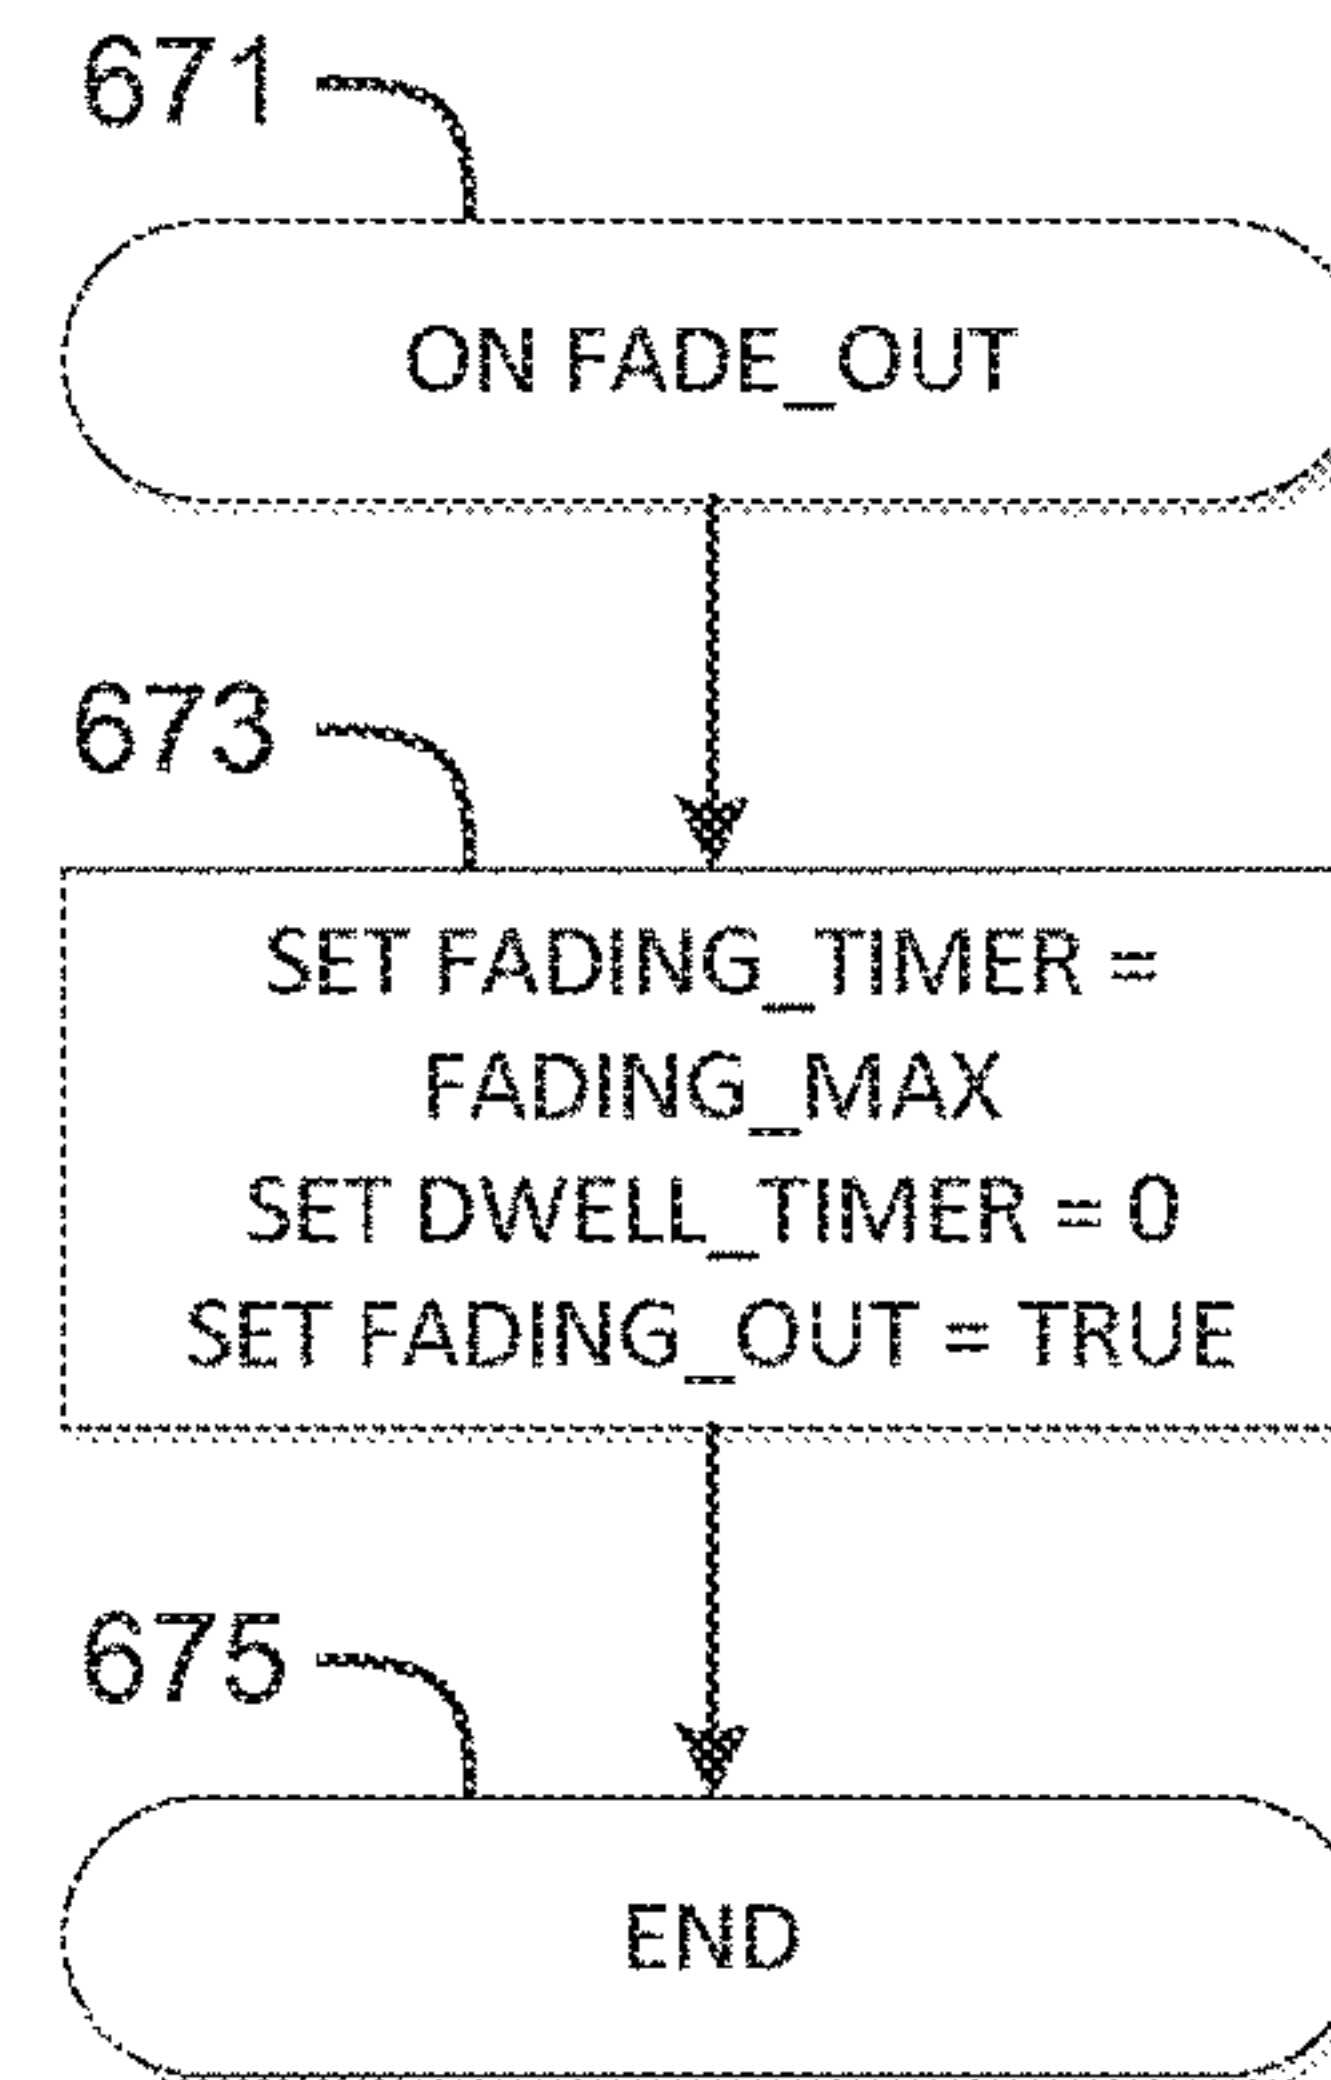 671
ON FADE_OUT
673
SET FADING_TIMER =
FADING_MAX
SET DWELL_TIMER = 0
SET FADING_OUT = TRUE
675
END